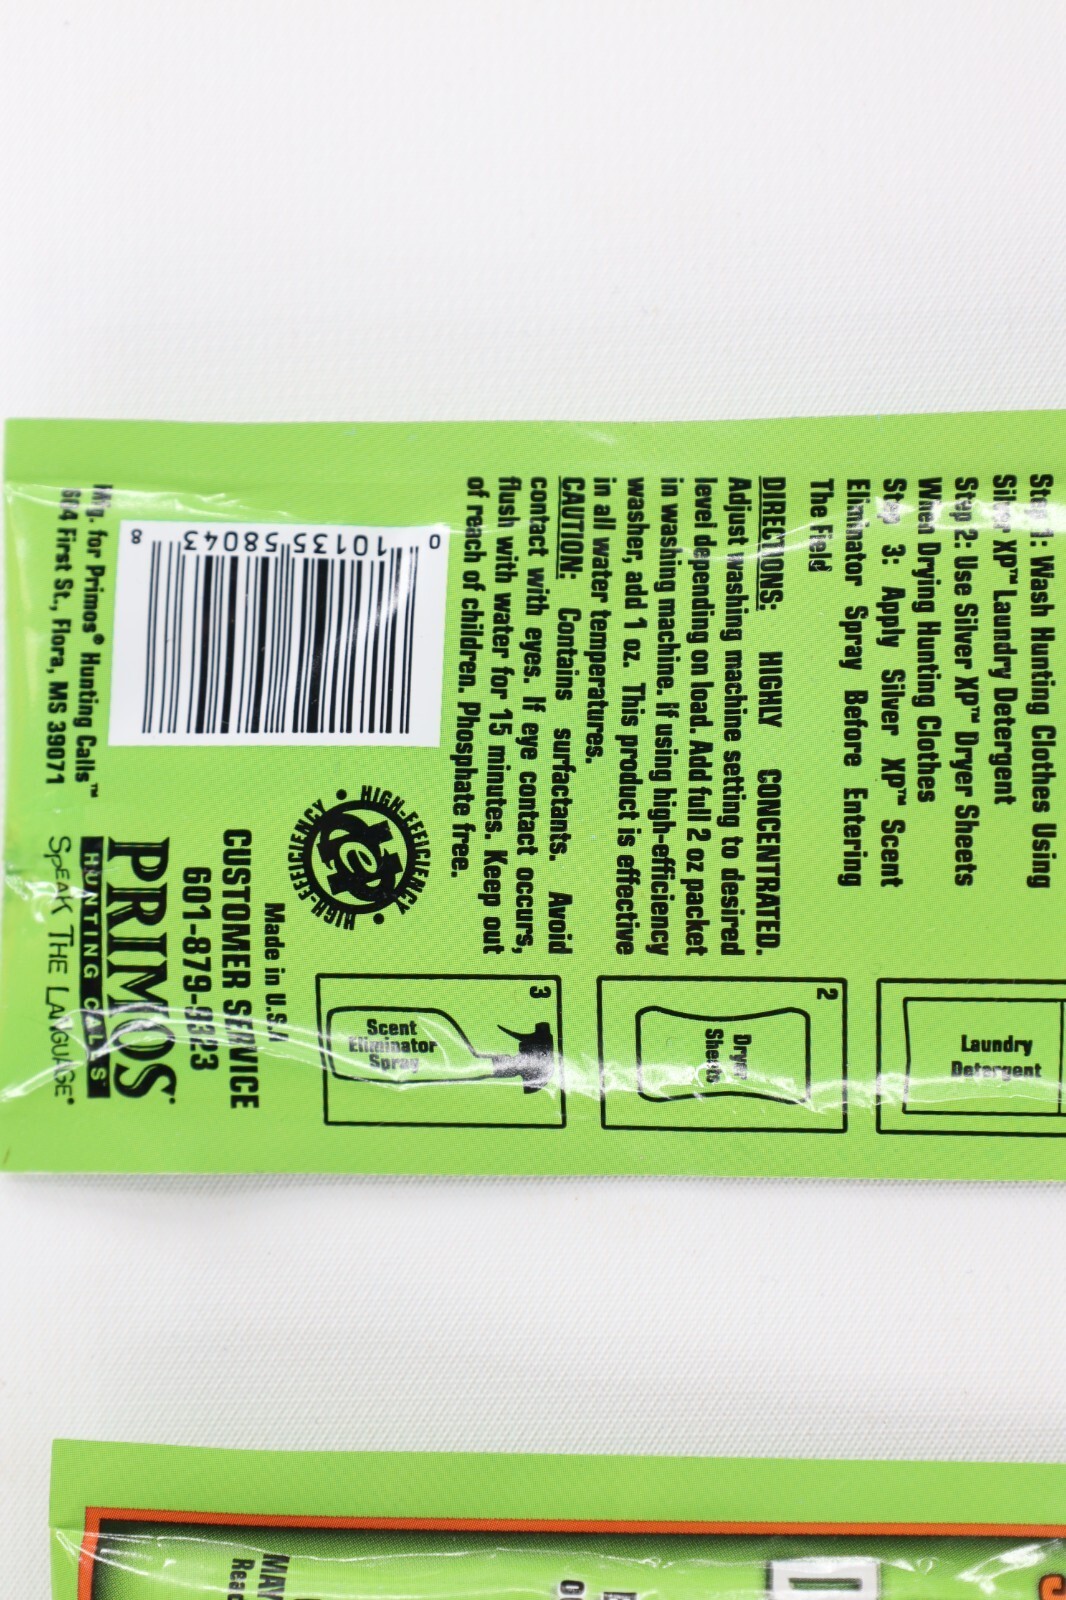 Step 1: Wash Hunting Clothes Using
Silver XP™ Laundry Detergent
Step 2: Use Silver XP™ Dryer Sheets
When Drying Hunting Clothes
Step 3: Apply Silver XP™ Scent
Eliminator Spray Before Entering
The Field
DIRECTIONS: HIGHLY CONCENTRATED.
Adjust washing machine setting to desired
level depending on load. Add full 2 oz packet
in washing machine. If using high-efficiency
washer, add 1 oz. This product is effective
in all water temperatures.
CAUTION: Contains surfactants. Avoid
contact with eyes. If eye contact occurs,
flush with water for 15 minutes. Keep out
of reach of children. Phosphate free.
Laundry
Detergent
2
Dryer
Sheets
3
Scent
Eliminator
Spray
0 10135 58043 8
HIGH-EFFICIENCY • HIGH-EFFICIENCY •
he
Made in U.S.A
CUSTOMER SERVICE
601-879-9323
Mfg. for Primos® Hunting Calls™
604 First St., Flora, MS 39071
PRIMOS®
HUNTING CALLS
SPEAK THE LANGUAGE®